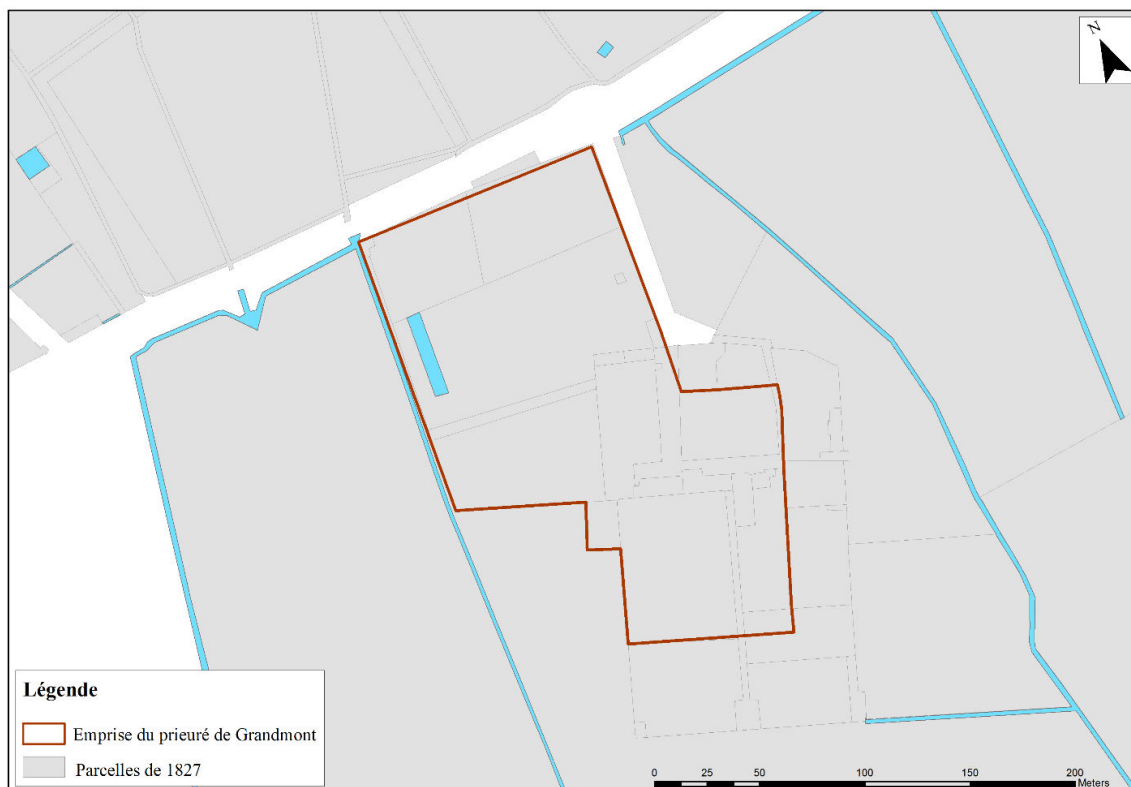 N
Légende
Emprise du prieuré de Grandmont
Parcelles de 1827
0 25 50 100 150 200
Meters